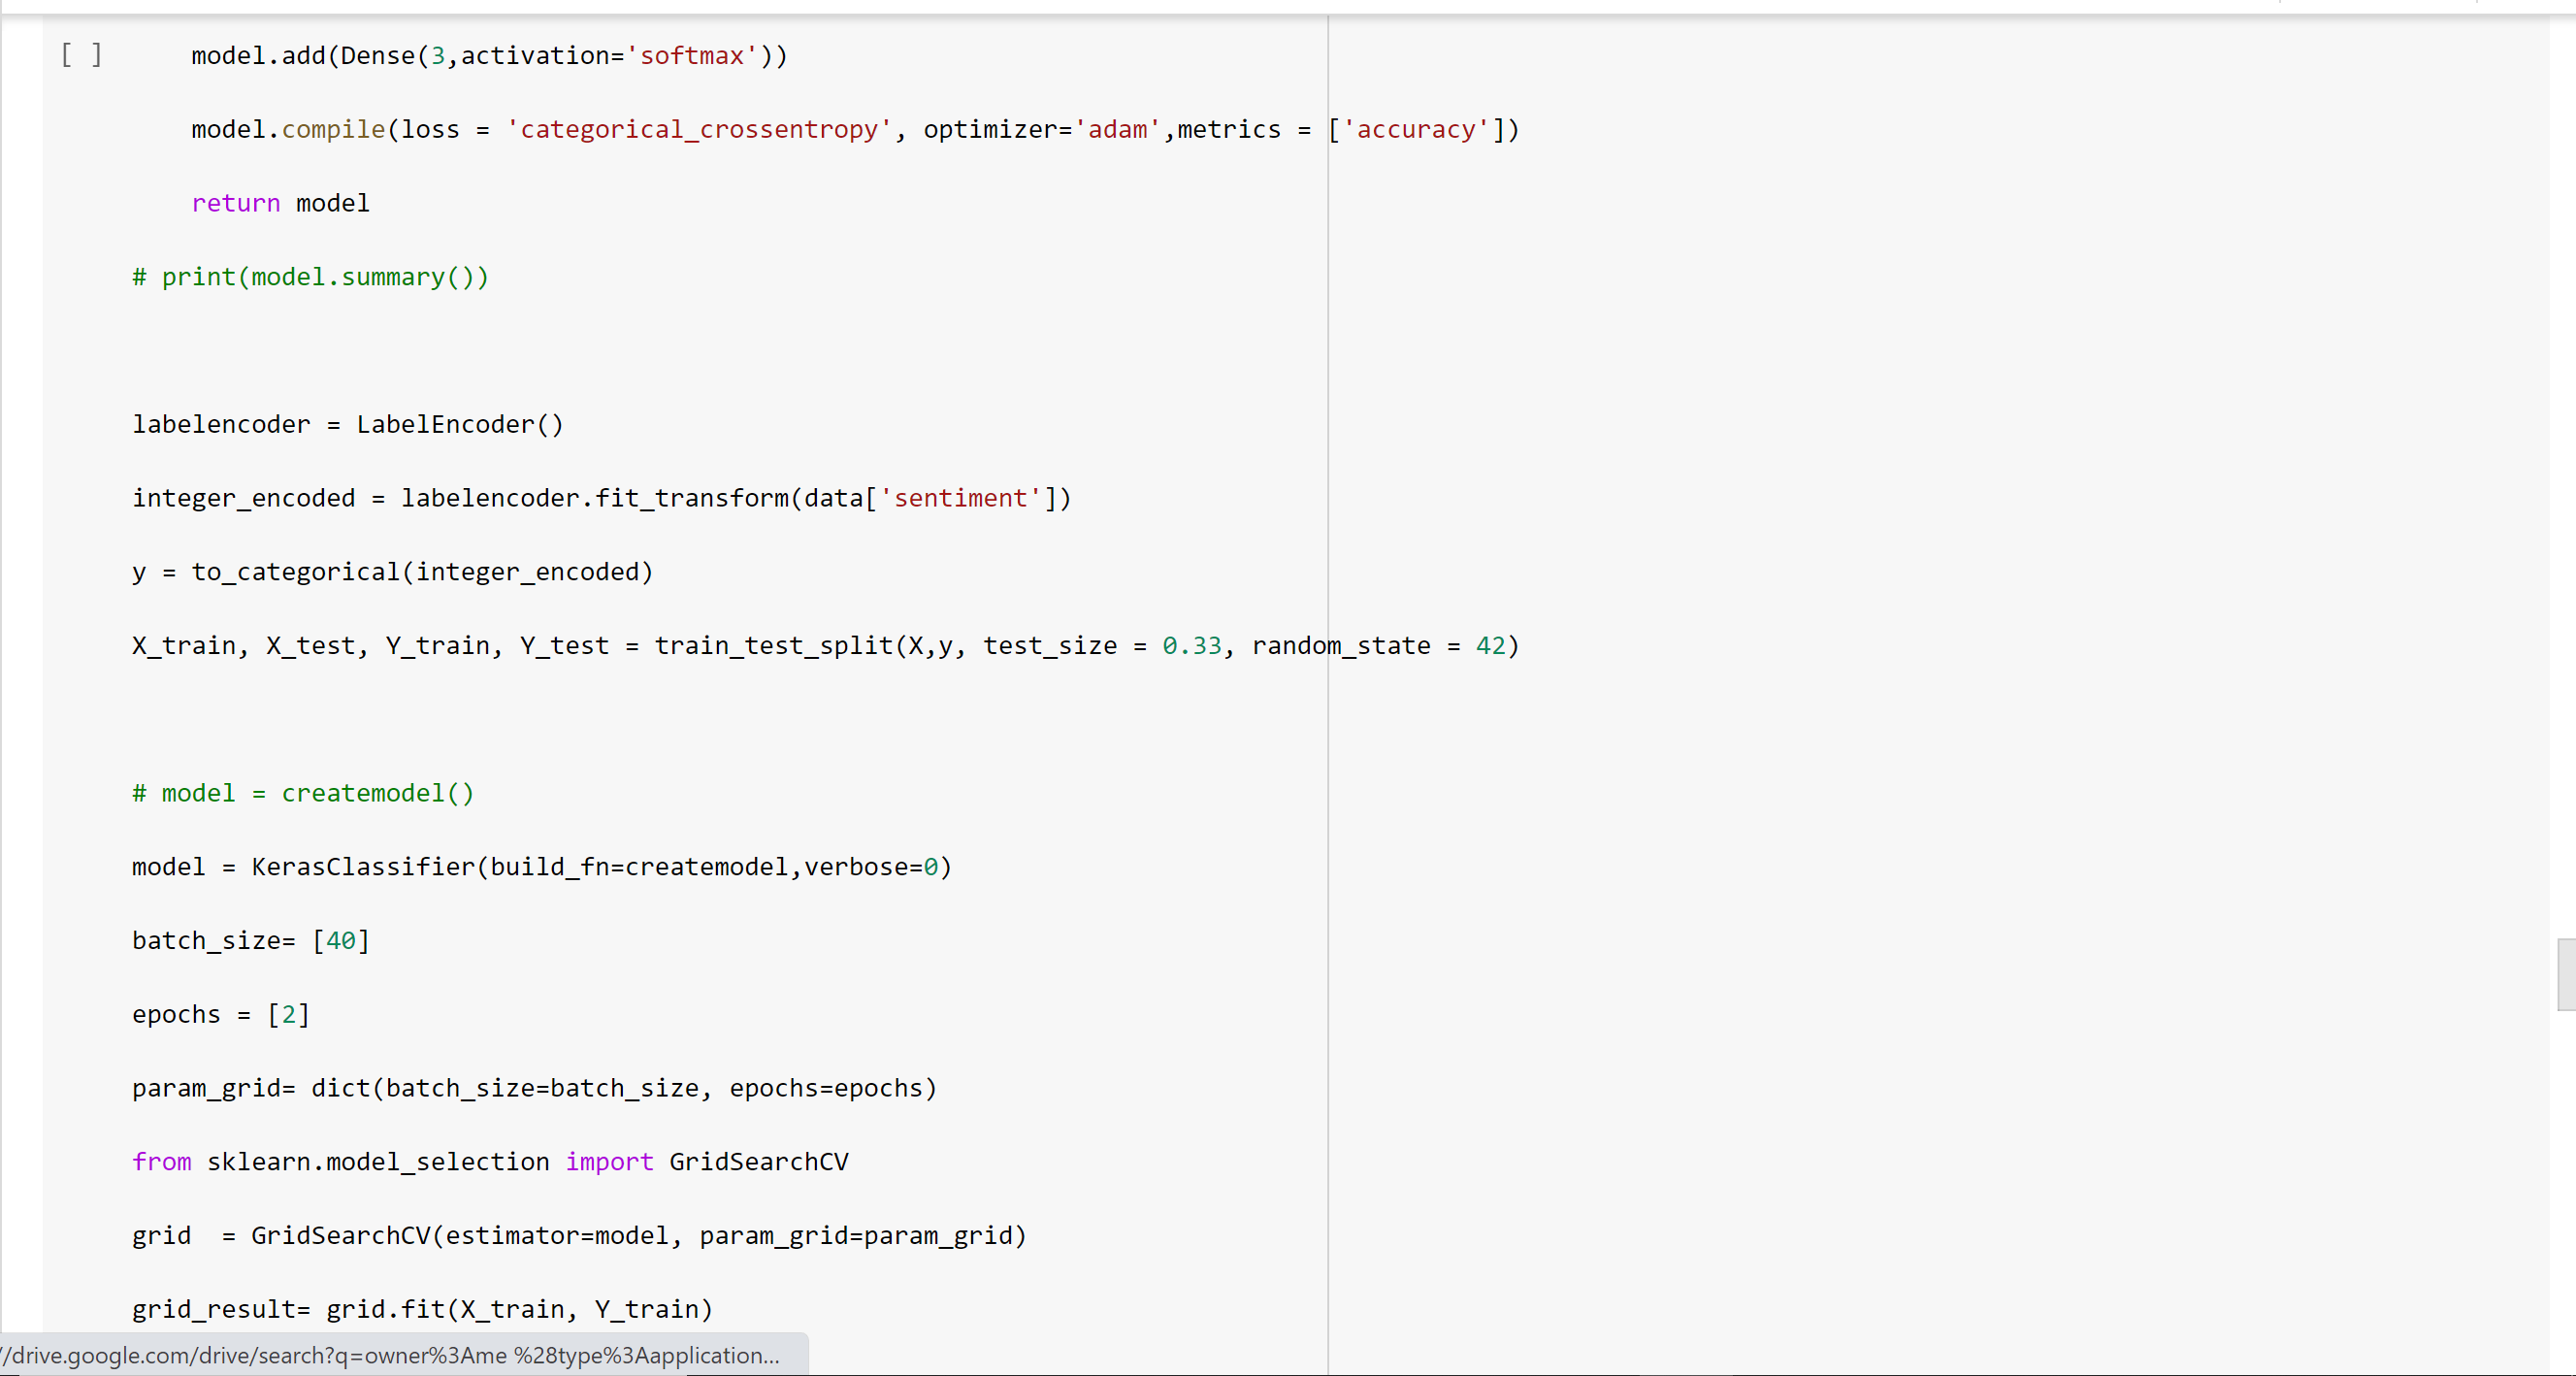 [ ] model.add(Dense(3,activation='softmax'))
model.compile(loss = 'categorical_crossentropy', optimizer='adam',metrics = ['accuracy'])
return model
# print(model.summary())
labelencoder = LabelEncoder()
integer_encoded = labelencoder.fit_transform(data['sentiment'])
y = to_categorical(integer_encoded)
X_train, X_test, Y_train, Y_test = train_test_split(X,y, test_size = 0.33, random_state = 42)
# model = createmodel()
model = KerasClassifier(build_fn=createmodel,verbose=0)
batch_size= [40]
epochs = [2]
param_grid= dict(batch_size=batch_size, epochs=epochs)
from sklearn.model_selection import GridSearchCV
grid  = GridSearchCV(estimator=model, param_grid=param_grid)
grid_result= grid.fit(X_train, Y_train)
//drive.google.com/drive/search?q=owner%3Ame %28type%3Aapplication...